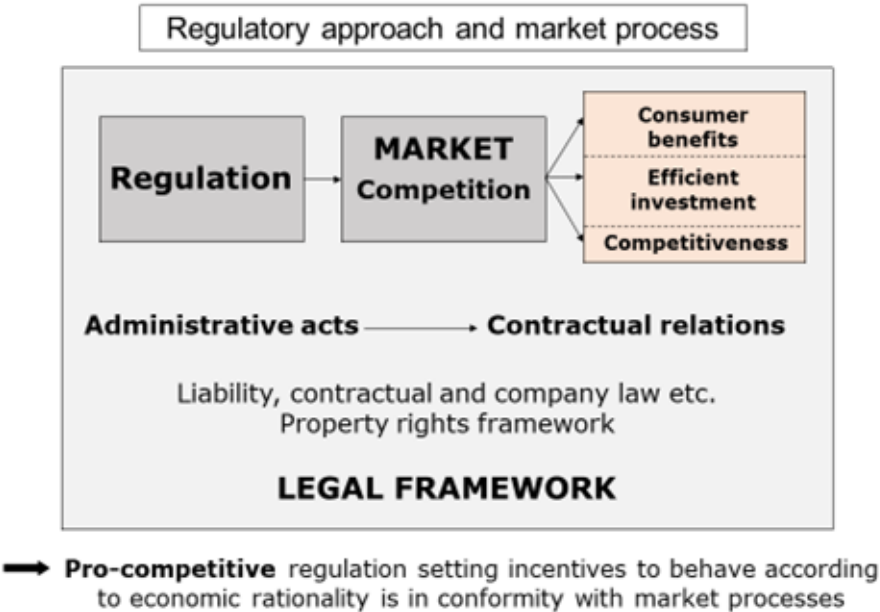 Regulatory approach and market process
Regulation
MARKET
Competition
Consumer
benefits
Efficient
investment
Competitiveness
Administrative acts
Contractual relations
Liability, contractual and company law etc.
Property rights framework
LEGAL FRAMEWORK
Pro-competitive regulation setting incentives to behave according
to economic rationality is in conformity with market processes